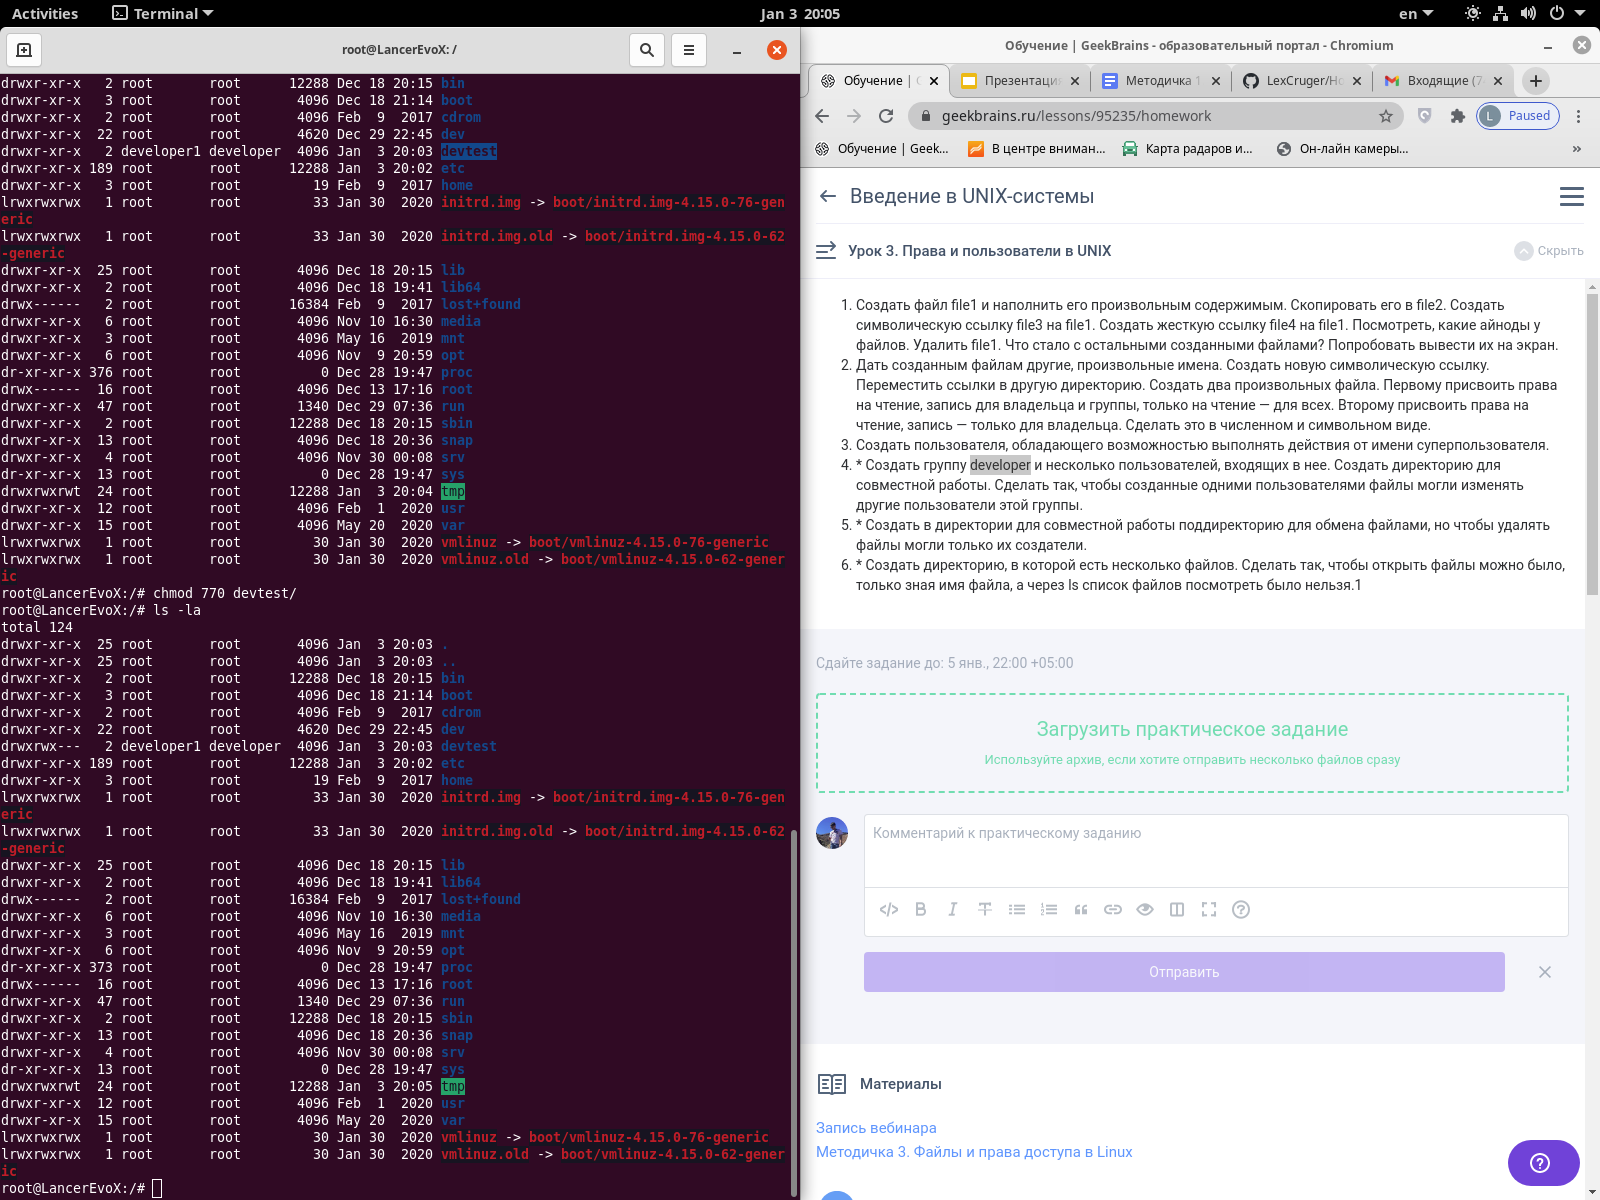 Activities
Terminal
Jan 3  20:05
en
root@LancerEvoX: /
drwxr-xr-x   2 root       root      12288 Dec 18 20:15 bin
drwxr-xr-x   3 root       root       4096 Dec 18 21:14 boot
drwxr-xr-x   2 root       root       4096 Feb  9  2017 cdrom
drwxr-xr-x  22 root       root       4620 Dec 29 22:45 dev
drwxr-xr-x   2 developer1 developer  4096 Jan  3 20:03 devtest
drwxr-xr-x 189 root       root      12288 Jan  3 20:02 etc
drwxr-xr-x   3 root       root         19 Feb  9  2017 home
lrwxrwxrwx   1 root       root         33 Jan 30  2020 initrd.img -> boot/initrd.img-4.15.0-76-gen
eric
lrwxrwxrwx   1 root       root         33 Jan 30  2020 initrd.img.old -> boot/initrd.img-4.15.0-62
-generic
drwxr-xr-x  25 root       root       4096 Dec 18 20:15 lib
drwxr-xr-x   2 root       root       4096 Dec 18 19:41 lib64
drwx------   2 root       root      16384 Feb  9  2017 lost+found
drwxr-xr-x   6 root       root       4096 Nov 10 16:30 media
drwxr-xr-x   3 root       root       4096 May 16  2019 mnt
drwxr-xr-x   6 root       root       4096 Nov  9 20:59 opt
dr-xr-xr-x 376 root       root          0 Dec 28 19:47 proc
drwx------  16 root       root       4096 Dec 13 17:16 root
drwxr-xr-x  47 root       root       1340 Dec 29 07:36 run
drwxr-xr-x   2 root       root      12288 Dec 18 20:15 sbin
drwxr-xr-x  13 root       root       4096 Dec 18 20:36 snap
drwxr-xr-x   4 root       root       4096 Nov 30 00:08 srv
dr-xr-xr-x  13 root       root          0 Dec 28 19:47 sys
drwxrwxrwt  24 root       root      12288 Jan  3 20:04 tmp
drwxr-xr-x  12 root       root       4096 Feb  1  2020 usr
drwxr-xr-x  15 root       root       4096 May 20  2020 var
lrwxrwxrwx   1 root       root         30 Jan 30  2020 vmlinuz -> boot/vmlinuz-4.15.0-76-generic
lrwxrwxrwx   1 root       root         30 Jan 30  2020 vmlinuz.old -> boot/vmlinuz-4.15.0-62-gener
ic
root@LancerEvoX:/# chmod 770 devtest/
root@LancerEvoX:/# ls -la
total 124
drwxr-xr-x  25 root       root       4096 Jan  3 20:03 .
drwxr-xr-x  25 root       root       4096 Jan  3 20:03 ..
drwxr-xr-x   2 root       root      12288 Dec 18 20:15 bin
drwxr-xr-x   3 root       root       4096 Dec 18 21:14 boot
drwxr-xr-x   2 root       root       4096 Feb  9  2017 cdrom
drwxr-xr-x  22 root       root       4620 Dec 29 22:45 dev
drwxrwx---   2 developer1 developer  4096 Jan  3 20:03 devtest
drwxr-xr-x 189 root       root      12288 Jan  3 20:02 etc
drwxr-xr-x   3 root       root         19 Feb  9  2017 home
lrwxrwxrwx   1 root       root         33 Jan 30  2020 initrd.img -> boot/initrd.img-4.15.0-76-gen
eric
lrwxrwxrwx   1 root       root         33 Jan 30  2020 initrd.img.old -> boot/initrd.img-4.15.0-62
-generic
drwxr-xr-x  25 root       root       4096 Dec 18 20:15 lib
drwxr-xr-x   2 root       root       4096 Dec 18 19:41 lib64
drwx------   2 root       root      16384 Feb  9  2017 lost+found
drwxr-xr-x   6 root       root       4096 Nov 10 16:30 media
drwxr-xr-x   3 root       root       4096 May 16  2019 mnt
drwxr-xr-x   6 root       root       4096 Nov  9 20:59 opt
dr-xr-xr-x 373 root       root          0 Dec 28 19:47 proc
drwx------  16 root       root       4096 Dec 13 17:16 root
drwxr-xr-x  47 root       root       1340 Dec 29 07:36 run
drwxr-xr-x   2 root       root      12288 Dec 18 20:15 sbin
drwxr-xr-x  13 root       root       4096 Dec 18 20:36 snap
drwxr-xr-x   4 root       root       4096 Nov 30 00:08 srv
dr-xr-xr-x  13 root       root          0 Dec 28 19:47 sys
drwxrwxrwt  24 root       root      12288 Jan  3 20:05 tmp
drwxr-xr-x  12 root       root       4096 Feb  1  2020 usr
drwxr-xr-x  15 root       root       4096 May 20  2020 var
lrwxrwxrwx   1 root       root         30 Jan 30  2020 vmlinuz -> boot/vmlinuz-4.15.0-76-generic
lrwxrwxrwx   1 root       root         30 Jan 30  2020 vmlinuz.old -> boot/vmlinuz-4.15.0-62-gener
ic
root@LancerEvoX:/#
Обучение | GeekBrains - образовательный портал - Chromium
Обучение | G
Презентаци
Методичка 1
LexCruger/Ho
Входящие (74
geekbrains.ru/lessons/95235/homework
L Paused
Обучение | Geek...
В центре вниман...
Карта радаров и...
Он-лайн камеры...
»
Введение в UNIX-системы
Урок 3. Права и пользователи в UNIX
Скрыть
1. Создать файл file1 и наполнить его произвольным содержимым. Скопировать его в file2. Создать
символическую ссылку file3 на file1. Создать жесткую ссылку file4 на file1. Посмотреть, какие айноды у
файлов. Удалить file1. Что стало с остальными созданными файлами? Попробовать вывести их на экран.
2. Дать созданным файлам другие, произвольные имена. Создать новую символическую ссылку.
Переместить ссылки в другую директорию. Создать два произвольных файла. Первому присвоить права
на чтение, запись для владельца и группы, только на чтение — для всех. Второму присвоить права на
чтение, запись — только для владельца. Сделать это в численном и символьном виде.
3. Создать пользователя, обладающего возможностью выполнять действия от имени суперпользователя.
4. * Создать группу developer и несколько пользователей, входящих в нее. Создать директорию для
совместной работы. Сделать так, чтобы созданные одними пользователями файлы могли изменять
другие пользователи этой группы.
5. * Создать в директории для совместной работы поддиректорию для обмена файлами, но чтобы удалять
файлы могли только их создатели.
6. * Создать директорию, в которой есть несколько файлов. Сделать так, чтобы открыть файлы можно было,
только зная имя файла, а через ls список файлов посмотреть было нельзя.1
Сдайте задание до: 5 янв., 22:00 +05:00
Загрузить практическое задание
Используйте архив, если хотите отправить несколько файлов сразу
Комментарий к практическому заданию
Отправить
Материалы
Запись вебинара
Методичка 3. Файлы и права доступа в Linux